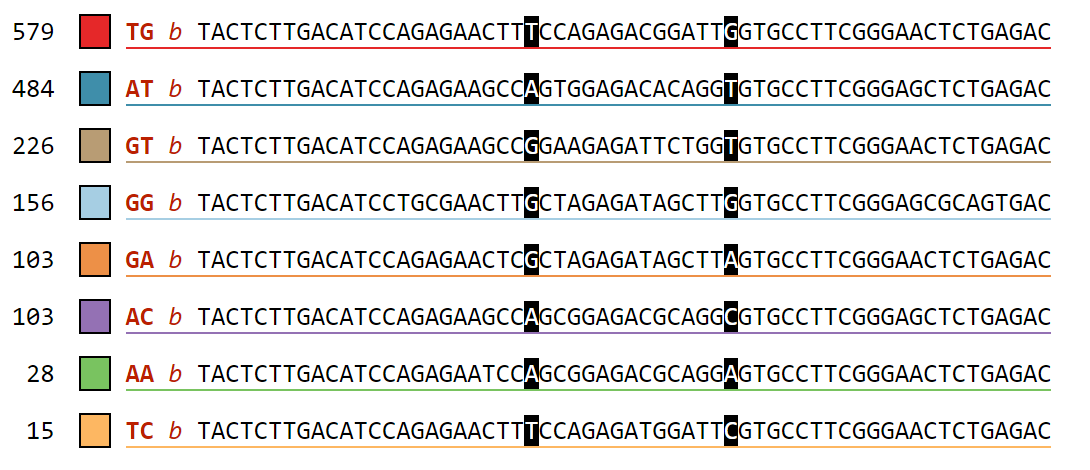 579 TG b TACTCTTGACATCCAGAGAACTTTCCAGAGACGGATTGGTGCCTTCGGGAACTCTGAGAC
484 AT b TACTCTTGACATCCAGAGAAGCCAGTGGAGACACAGGTGTGCCTTCGGGAGCTCTGAGAC
226 GT b TACTCTTGACATCCAGAGAAGCCGGAAGAGATTCTGGTGTGCCTTCGGGAACTCTGAGAC
156 GG b TACTCTTGACATCCTGCGAACTTGCTAGAGATAGCTTGGTGCCTTCGGGAGCGCAGTGAC
103 GA b TACTCTTGACATCCAGAGAACTCGCTAGAGATAGCTTAGTGCCTTCGGGAACTCTGAGAC
103 AC b TACTCTTGACATCCAGAGAAGCCAGCGGAGACGCAGGCGTGCCTTCGGGAGCTCTGAGAC
28 AA b TACTCTTGACATCCAGAGAATCCAGCGGAGACGCAGGAGTGCCTTCGGGAACTCTGAGAC
15 TC b TACTCTTGACATCCAGAGAACTTTCCAGAGATGGATTCGTGCCTTCGGGAACTCTGAGAC